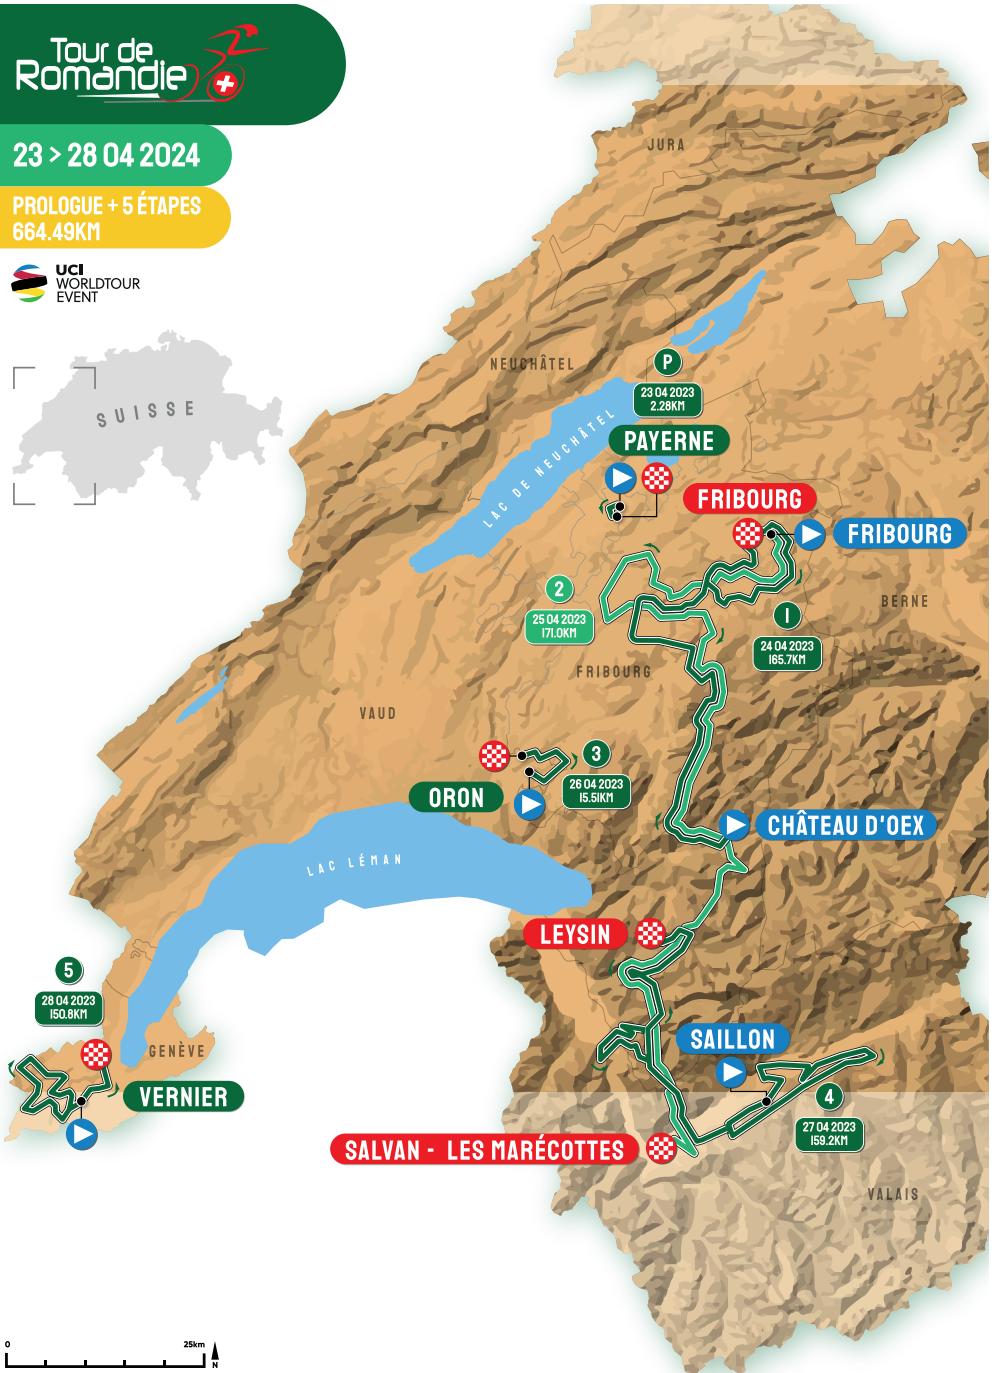 Tour de
Romandie
23 > 28 04 2024
PROLOGUE + 5 ÉTAPES
664.49KM
UCI
WORLDTOUR
EVENT
SUISSE
JURA
NEUCHÂTEL
LAC DE NEUCHÂTEL
P
23 04 2023
2.28KM
PAYERNE
FRIBOURG
FRIBOURG
2
25 04 2023
171.0KM
BERNE
1
24 04 2023
165.7KM
FRIBOURG
VAUD
3
26 04 2023
15.51KM
ORON
CHÂTEAU D'OEX
LAC LÉMAN
LEYSIN
5
28 04 2023
150.8KM
GENÈVE
SAILLON
VERNIER
4
27 04 2023
159.2KM
SALVAN - LES MARÉCOTTES
VALAIS
0
25km
N